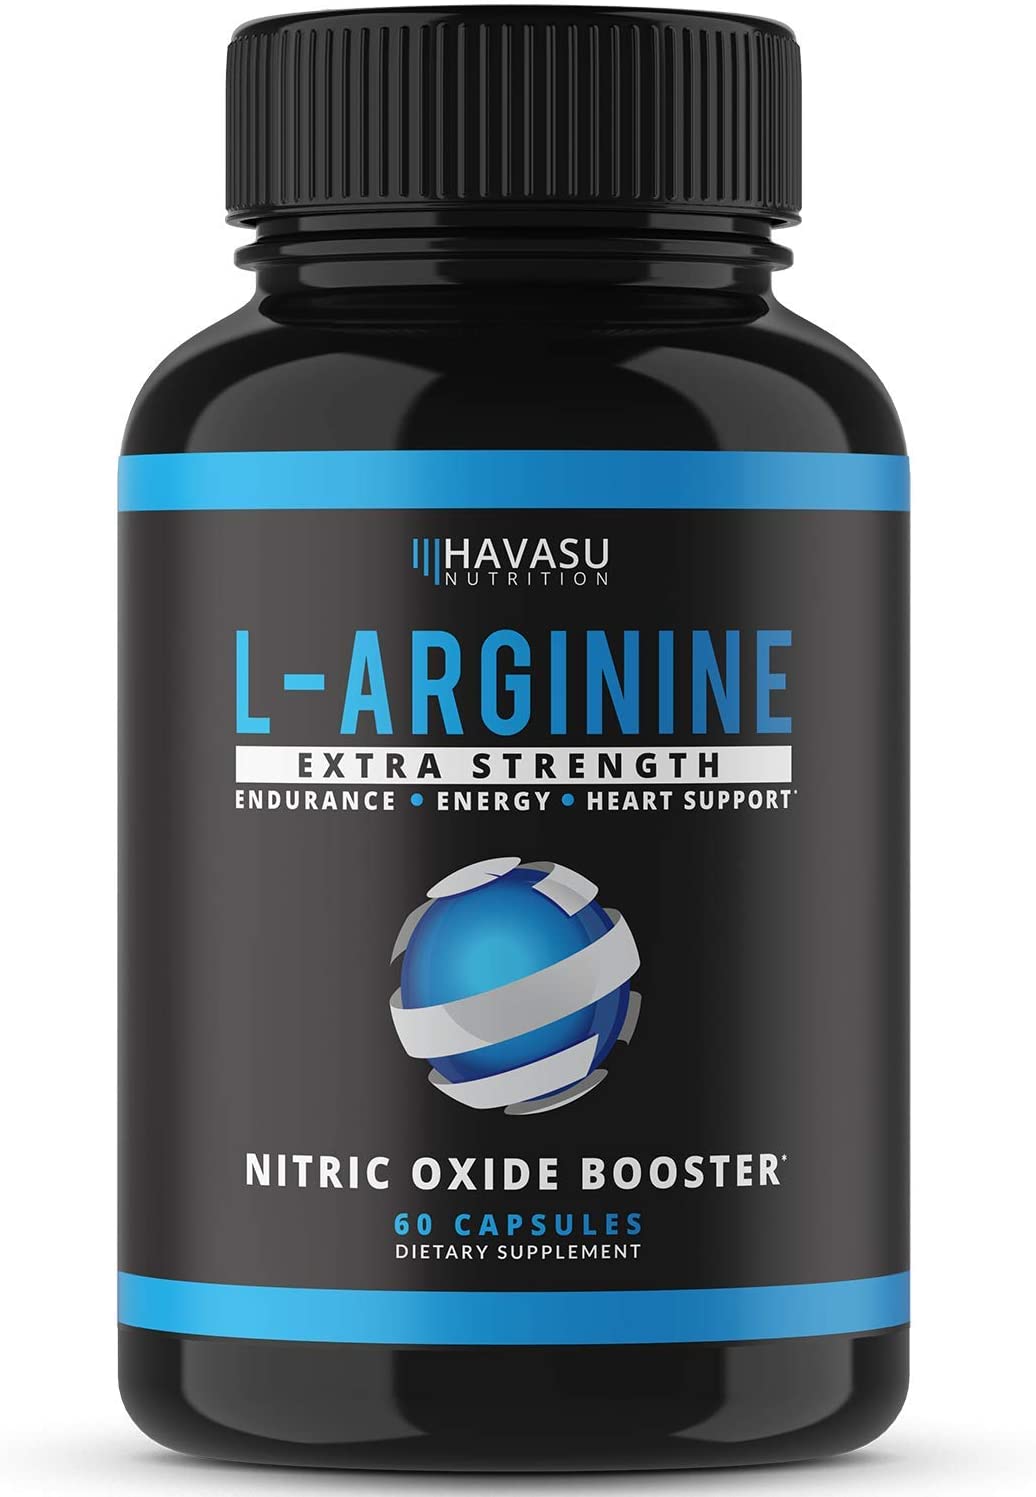 HAVASU
NUTRITION
L-ARGININE
EXTRA STRENGTH
ENDURANCE • ENERGY • HEART SUPPORT*
NITRIC OXIDE BOOSTER*
60 CAPSULES
DIETARY SUPPLEMENT